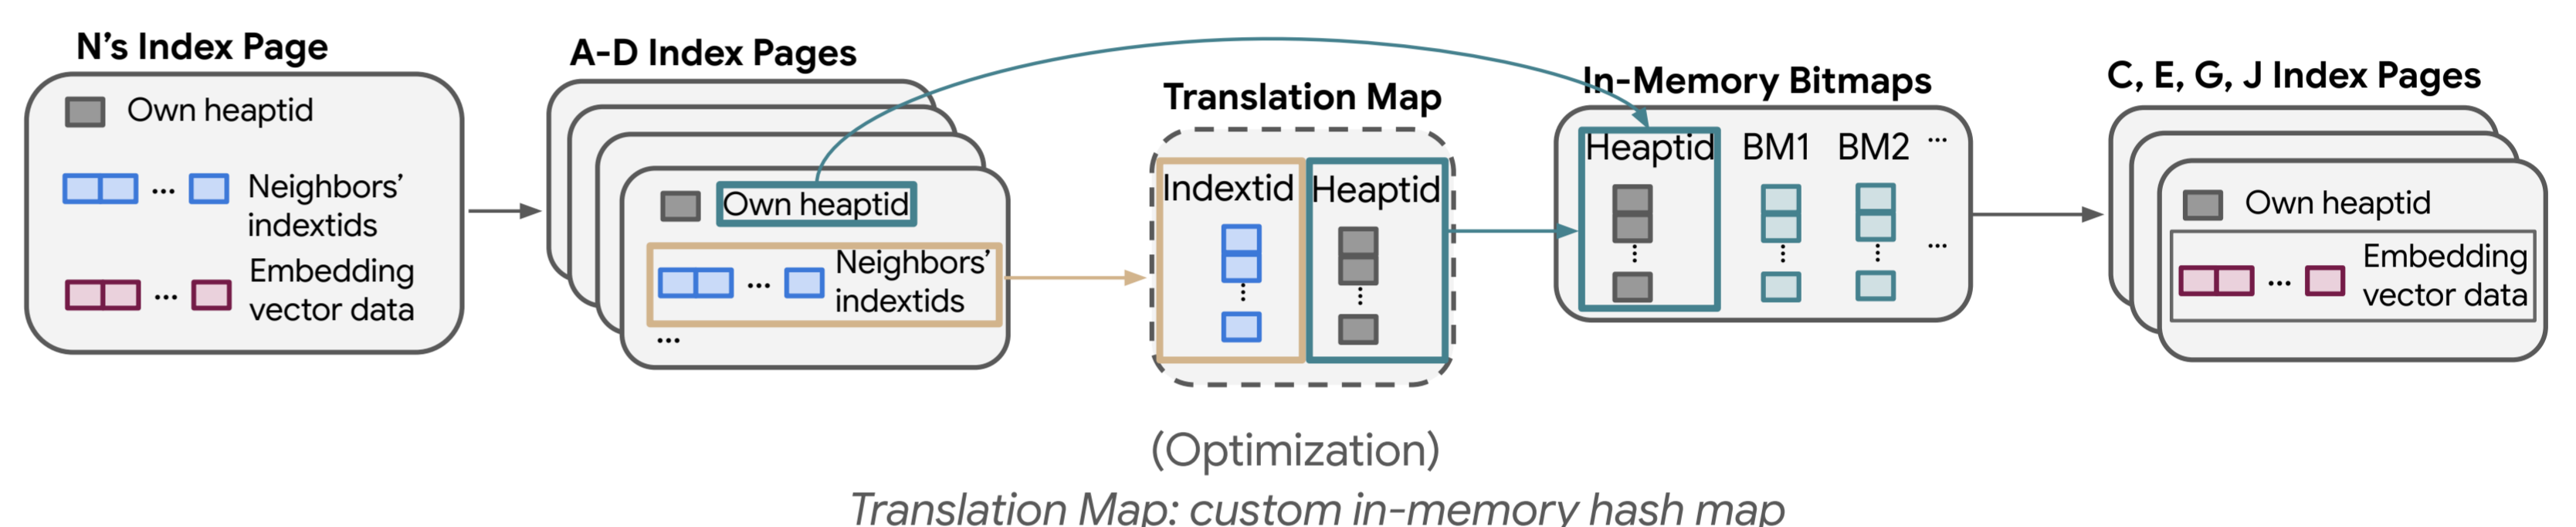 N's Index Page
Own heaptid
...
Neighbors'
indextids
...
Embedding
vector data
A-D Index Pages
Own heaptid
...
Neighbors'
indextids
...
Translation Map
Indextid
Heaptid
In-Memory Bitmaps
Heaptid BM1 BM2 ...
...
C, E, G, J Index Pages
Own heaptid
...
Embedding
vector data
(Optimization)
Translation Map: custom in-memory hash map